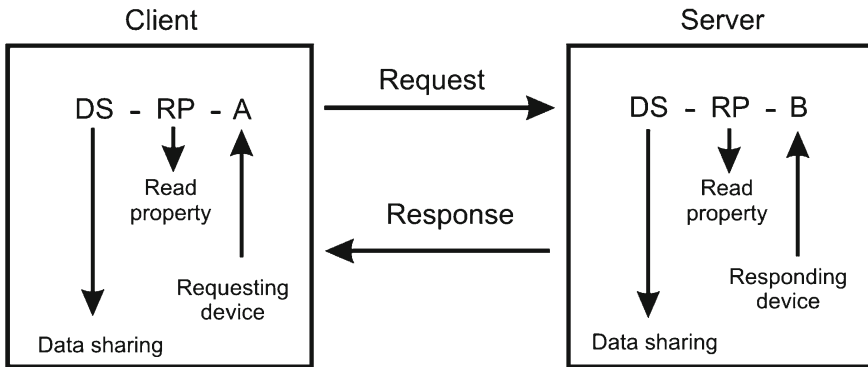 Client
DS - RP - A
Read
property
Requesting
device
Data sharing
Request
Response
Server
DS - RP - B
Read
property
Responding
device
Data sharing